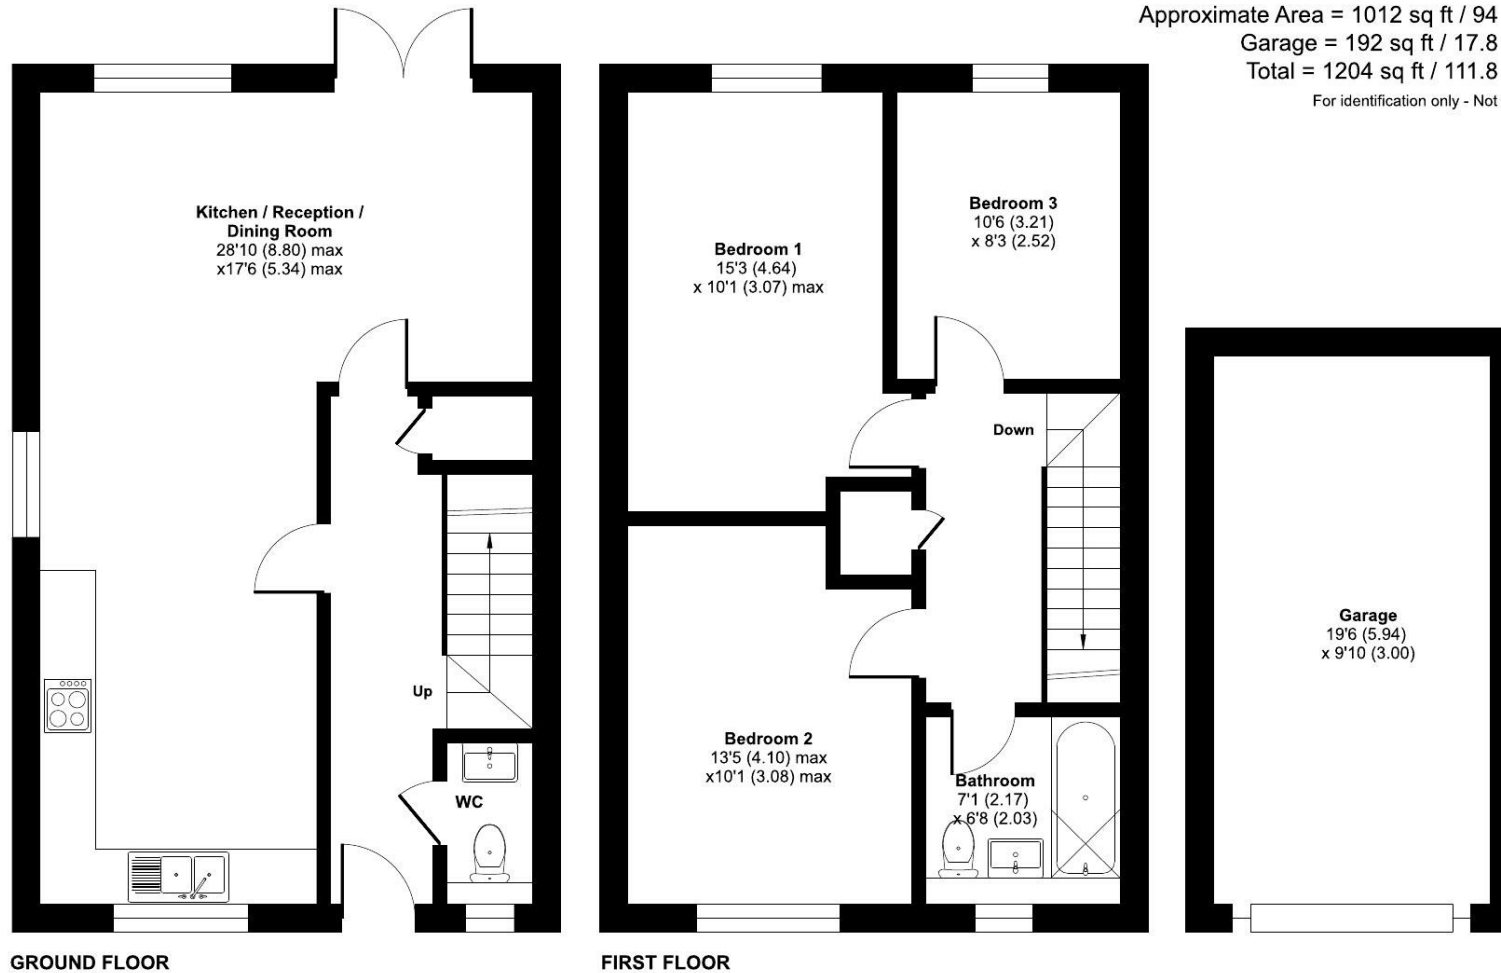 Approximate Area = 1012 sq ft / 94
Garage = 192 sq ft / 17.8
Total = 1204 sq ft / 111.8
For identification only - Not
Kitchen / Reception /
Dining Room
28'10 (8.80) max
x17'6 (5.34) max
Up
WC
GROUND FLOOR
Bedroom 1
15'3 (4.64)
x 10'1 (3.07) max
Bedroom 3
10'6 (3.21)
x 8'3 (2.52)
Down
Bedroom 2
13'5 (4.10) max
x10'1 (3.08) max
Bathroom
7'1 (2.17)
x 6'8 (2.03)
FIRST FLOOR
Garage
19'6 (5.94)
x 9'10 (3.00)